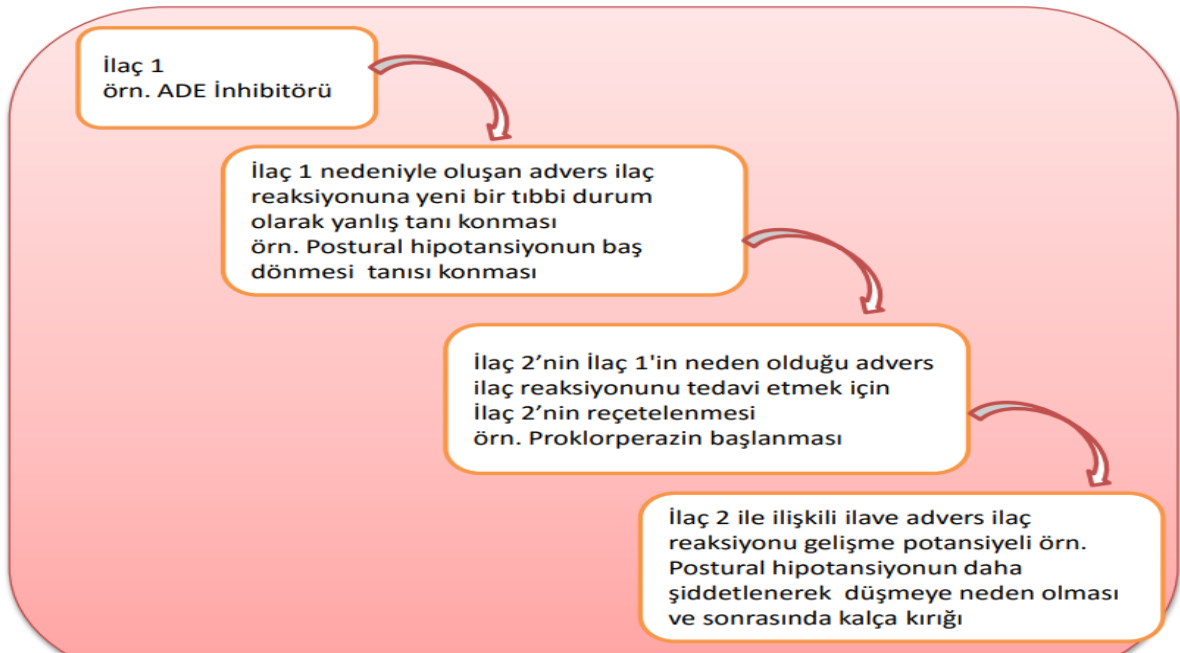 İlaç 1
örn. ADE İnhibitörü
İlaç 1 nedeniyle oluşan advers ilaç
reaksiyonuna yeni bir tıbbi durum
olarak yanlış tanı konması
örn. Postural hipotansiyonun baş
dönmesi tanısı konması
İlaç 2’nin İlaç 1'in neden olduğu advers
ilaç reaksiyonunu tedavi etmek için
İlaç 2’nin reçetelenmesi
örn. Proklorperazin başlanması
İlaç 2 ile ilişkili ilave advers ilaç
reaksiyonu gelişme potansiyeli örn.
Postural hipotansiyonun daha
şiddetlenerek düşmeye neden olması
ve sonrasında kalça kırığı